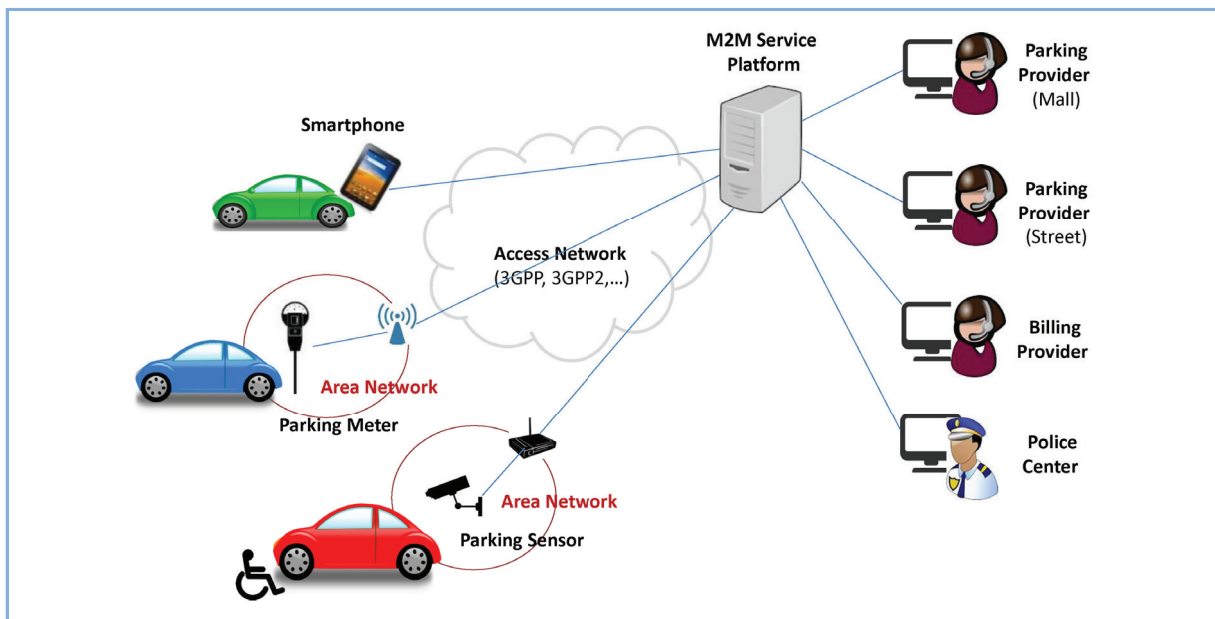 M2M Service
Platform
Parking
Provider
(Mall)
Smartphone
Parking
Provider
(Street)
Access Network
(3GPP, 3GPP2,...)
Area Network
Parking Meter
Billing
Provider
Police
Center
Area Network
Parking Sensor